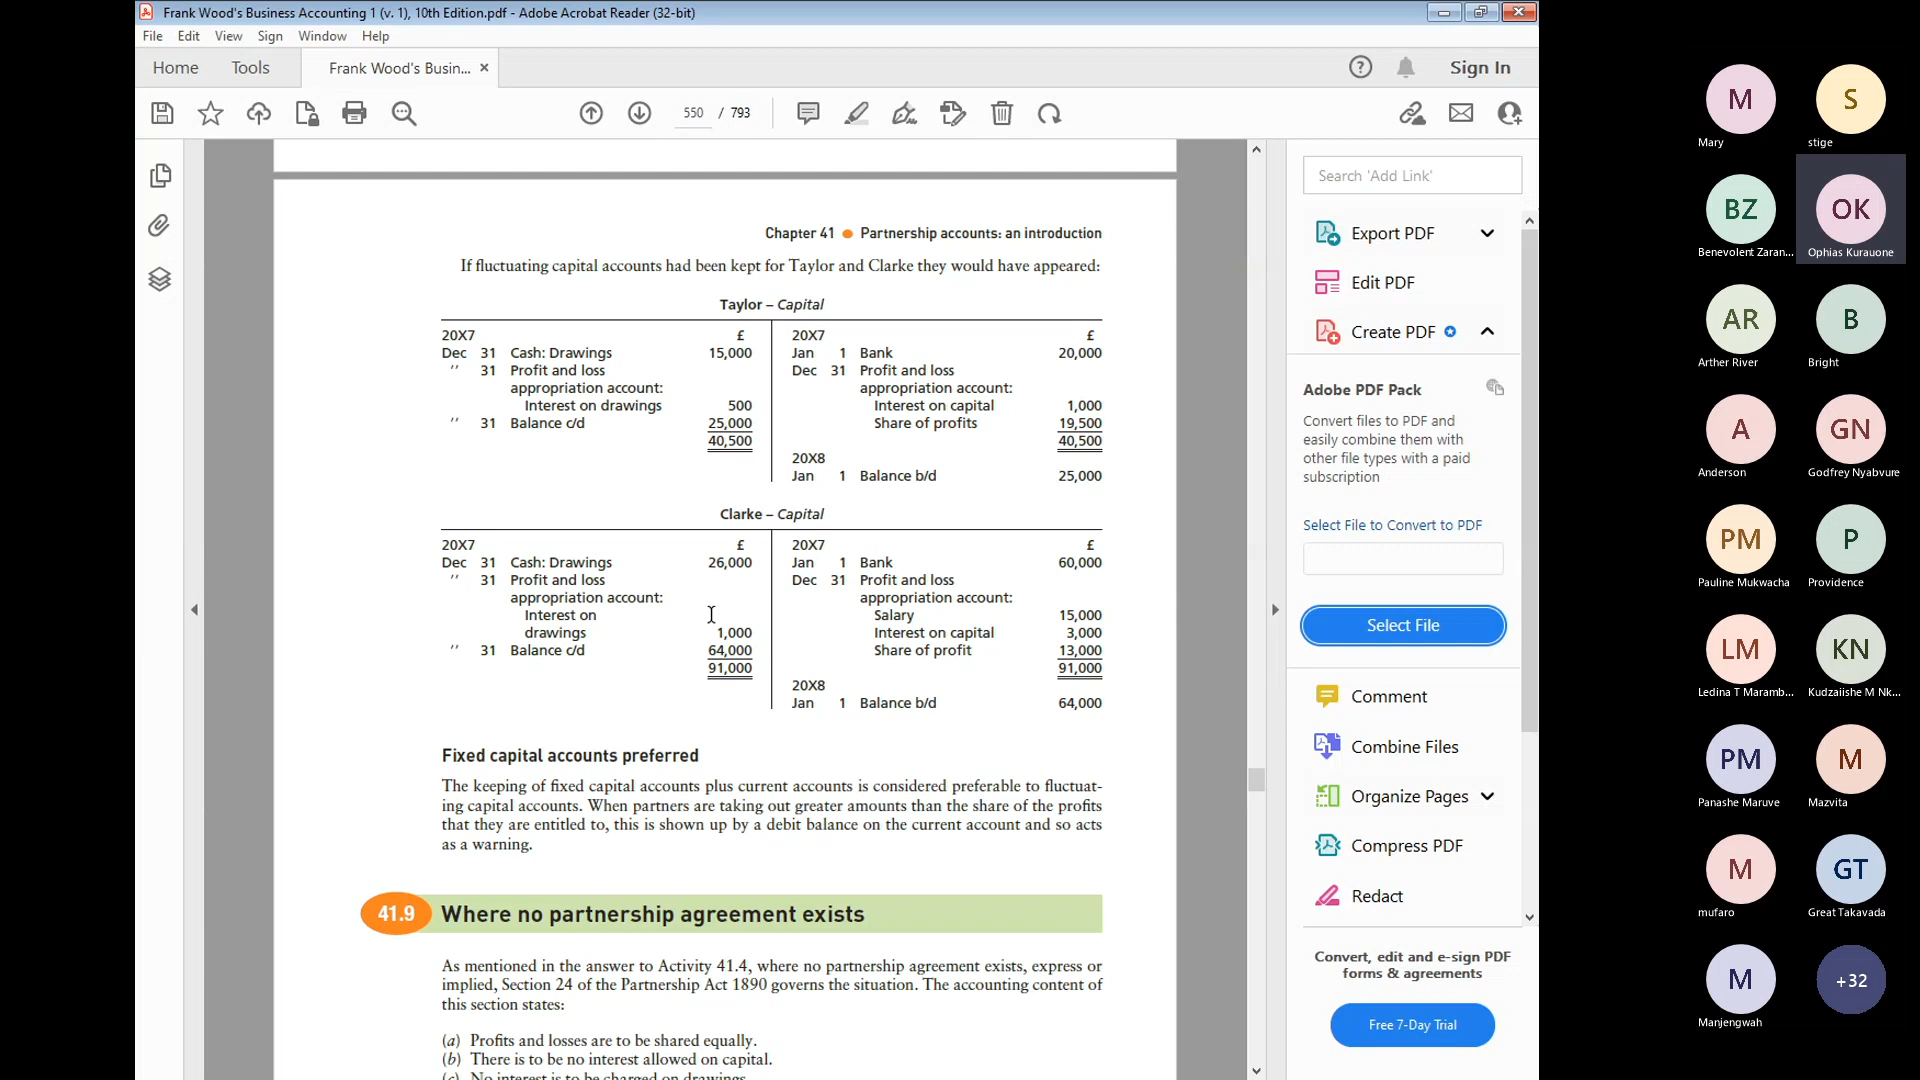 Frank Wood's Business Accounting 1 (v. 1), 10th Edition.pdf - Adobe Acrobat Reader (32-bit)
File Edit View Sign Window Help
Home Tools Frank Wood's Busin... × Sign In
550 / 793
Chapter 41 ● Partnership accounts: an introduction
If fluctuating capital accounts had been kept for Taylor and Clarke they would have appeared:
Taylor – Capital
20X7 £ 20X7 £
Dec 31 Cash: Drawings 15,000 Jan 1 Bank 20,000
'' 31 Profit and loss Dec 31 Profit and loss
appropriation account: appropriation account:
Interest on drawings 500 Interest on capital 1,000
'' 31 Balance c/d 25,000 Share of profits 19,500
40,500 40,500
20X8
Jan 1 Balance b/d 25,000
Clarke – Capital
20X7 £ 20X7 £
Dec 31 Cash: Drawings 26,000 Jan 1 Bank 60,000
'' 31 Profit and loss Dec 31 Profit and loss
appropriation account: appropriation account:
Interest on Salary 15,000
drawings 1,000 Interest on capital 3,000
'' 31 Balance c/d 64,000 Share of profit 13,000
91,000 91,000
20X8
Jan 1 Balance b/d 64,000
Fixed capital accounts preferred
The keeping of fixed capital accounts plus current accounts is considered preferable to fluctuat-
ing capital accounts. When partners are taking out greater amounts than the share of the profits
that they are entitled to, this is shown up by a debit balance on the current account and so acts
as a warning.
41.9 Where no partnership agreement exists
As mentioned in the answer to Activity 41.4, where no partnership agreement exists, express or
implied, Section 24 of the Partnership Act 1890 governs the situation. The accounting content of
this section states:
(a) Profits and losses are to be shared equally.
(b) There is to be no interest allowed on capital.
(c) No interest is to be charged on drawings.
Search 'Add Link'
Export PDF
Edit PDF
Create PDF
Adobe PDF Pack
Convert files to PDF and
easily combine them with
other file types with a paid
subscription
Select File to Convert to PDF
Select File
Comment
Combine Files
Organize Pages
Compress PDF
Redact
Convert, edit and e-sign PDF
forms & agreements
Free 7-Day Trial
M S
Mary stige
BZ OK
Benevolent Zaran... Ophias Kurauone
AR B
Arther River Bright
A GN
Anderson Godfrey Nyabvure
PM P
Pauline Mukwacha Providence
LM KN
Ledina T Maramb... Kudzaiishe M Nk...
PM M
Panashe Maruve Mazvita
M GT
mufaro Great Takavada
M +32
Manjengwah